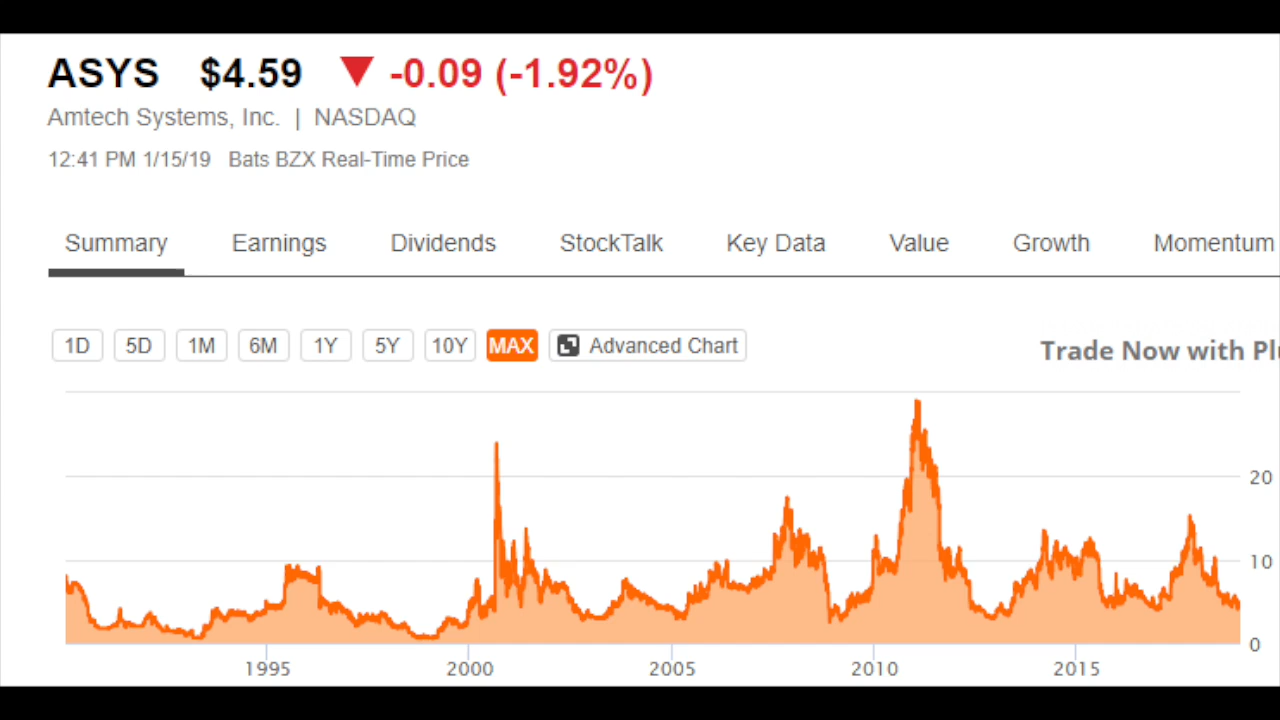 ASYS $4.59 ▼ -0.09 (-1.92%)
Amtech Systems, Inc. | NASDAQ
12:41 PM 1/15/19 Bats BZX Real-Time Price
Summary Earnings Dividends StockTalk Key Data Value Growth Momentum
1D 5D 1M 6M 1Y 5Y 10Y MAX Advanced Chart
Trade Now with Pl
20
10
0
1995 2000 2005 2010 2015